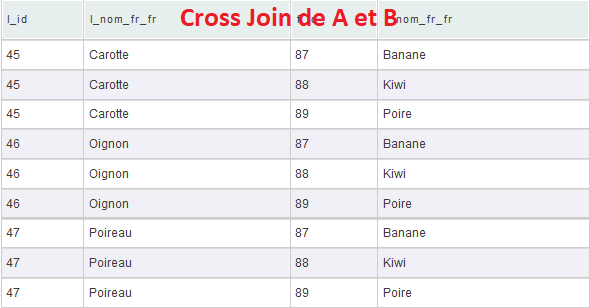 l_id l_nom_fr_fr Cross Join de A et B nom_fr_fr
45 Carotte 87 Banane
45 Carotte 88 Kiwi
45 Carotte 89 Poire
46 Oignon 87 Banane
46 Oignon 88 Kiwi
46 Oignon 89 Poire
47 Poireau 87 Banane
47 Poireau 88 Kiwi
47 Poireau 89 Poire